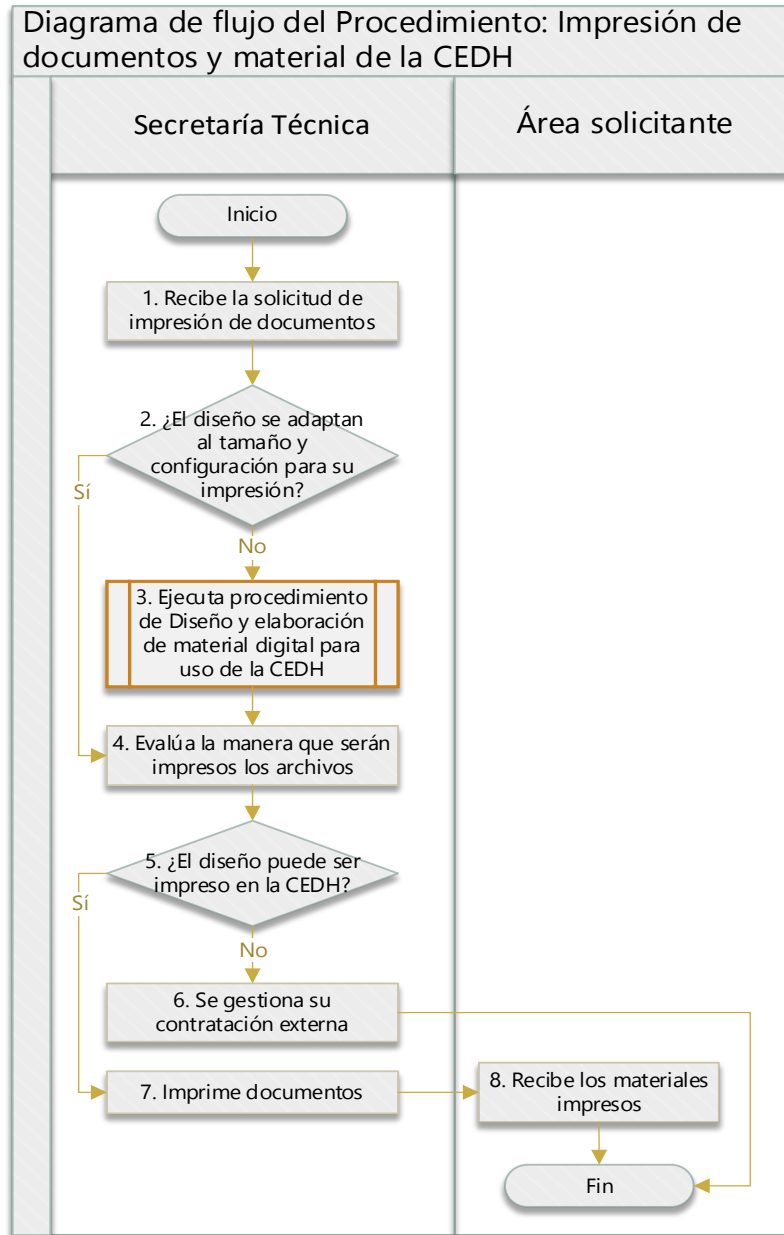 Diagrama de flujo del Procedimiento: Impresión de
documentos y material de la CEDH
Secretaría Técnica
Área solicitante
Inicio
1. Recibe la solicitud de
impresión de documentos
2. ¿El diseño se adaptan
al tamaño y
configuración para su
impresión?
Sí
No
3. Ejecuta procedimiento
de Diseño y elaboración
de material digital para
uso de la CEDH
4. Evalúa la manera que serán
impresos los archivos
5. ¿El diseño puede ser
impreso en la CEDH?
Sí
No
6. Se gestiona su
contratación externa
7. Imprime documentos
8. Recibe los materiales
impresos
Fin